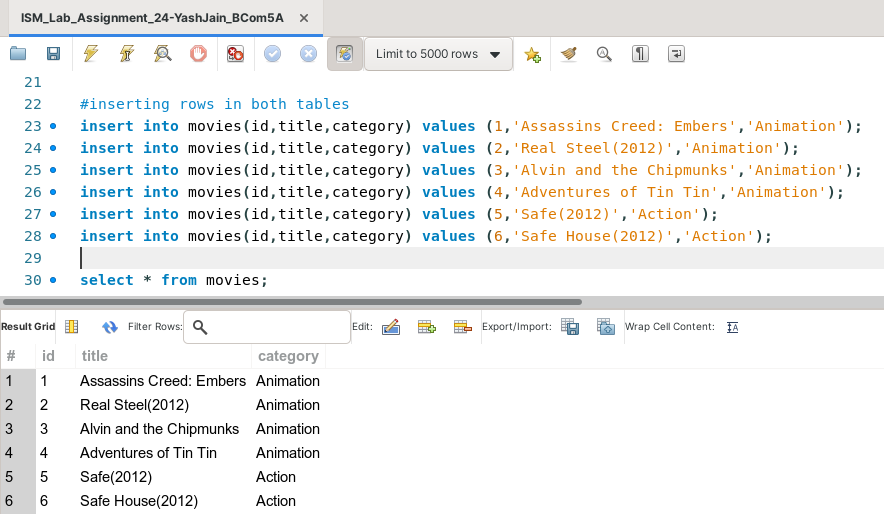 ISM_Lab_Assignment_24-YashJain_BCom5A ×
Limit to 5000 rows
21
22 #inserting rows in both tables
23 insert into movies(id,title,category) values (1,'Assassins Creed: Embers','Animation');
24 insert into movies(id,title,category) values (2,'Real Steel(2012)','Animation');
25 insert into movies(id,title,category) values (3,'Alvin and the Chipmunks','Animation');
26 insert into movies(id,title,category) values (4,'Adventures of Tin Tin','Animation');
27 insert into movies(id,title,category) values (5,'Safe(2012)','Action');
28 insert into movies(id,title,category) values (6,'Safe House(2012)','Action');
29
30 select * from movies;
Result Grid Filter Rows: Edit: Export/Import: Wrap Cell Content:
# id title category
1 1 Assassins Creed: Embers Animation
2 2 Real Steel(2012) Animation
3 3 Alvin and the Chipmunks Animation
4 4 Adventures of Tin Tin Animation
5 5 Safe(2012) Action
6 6 Safe House(2012) Action